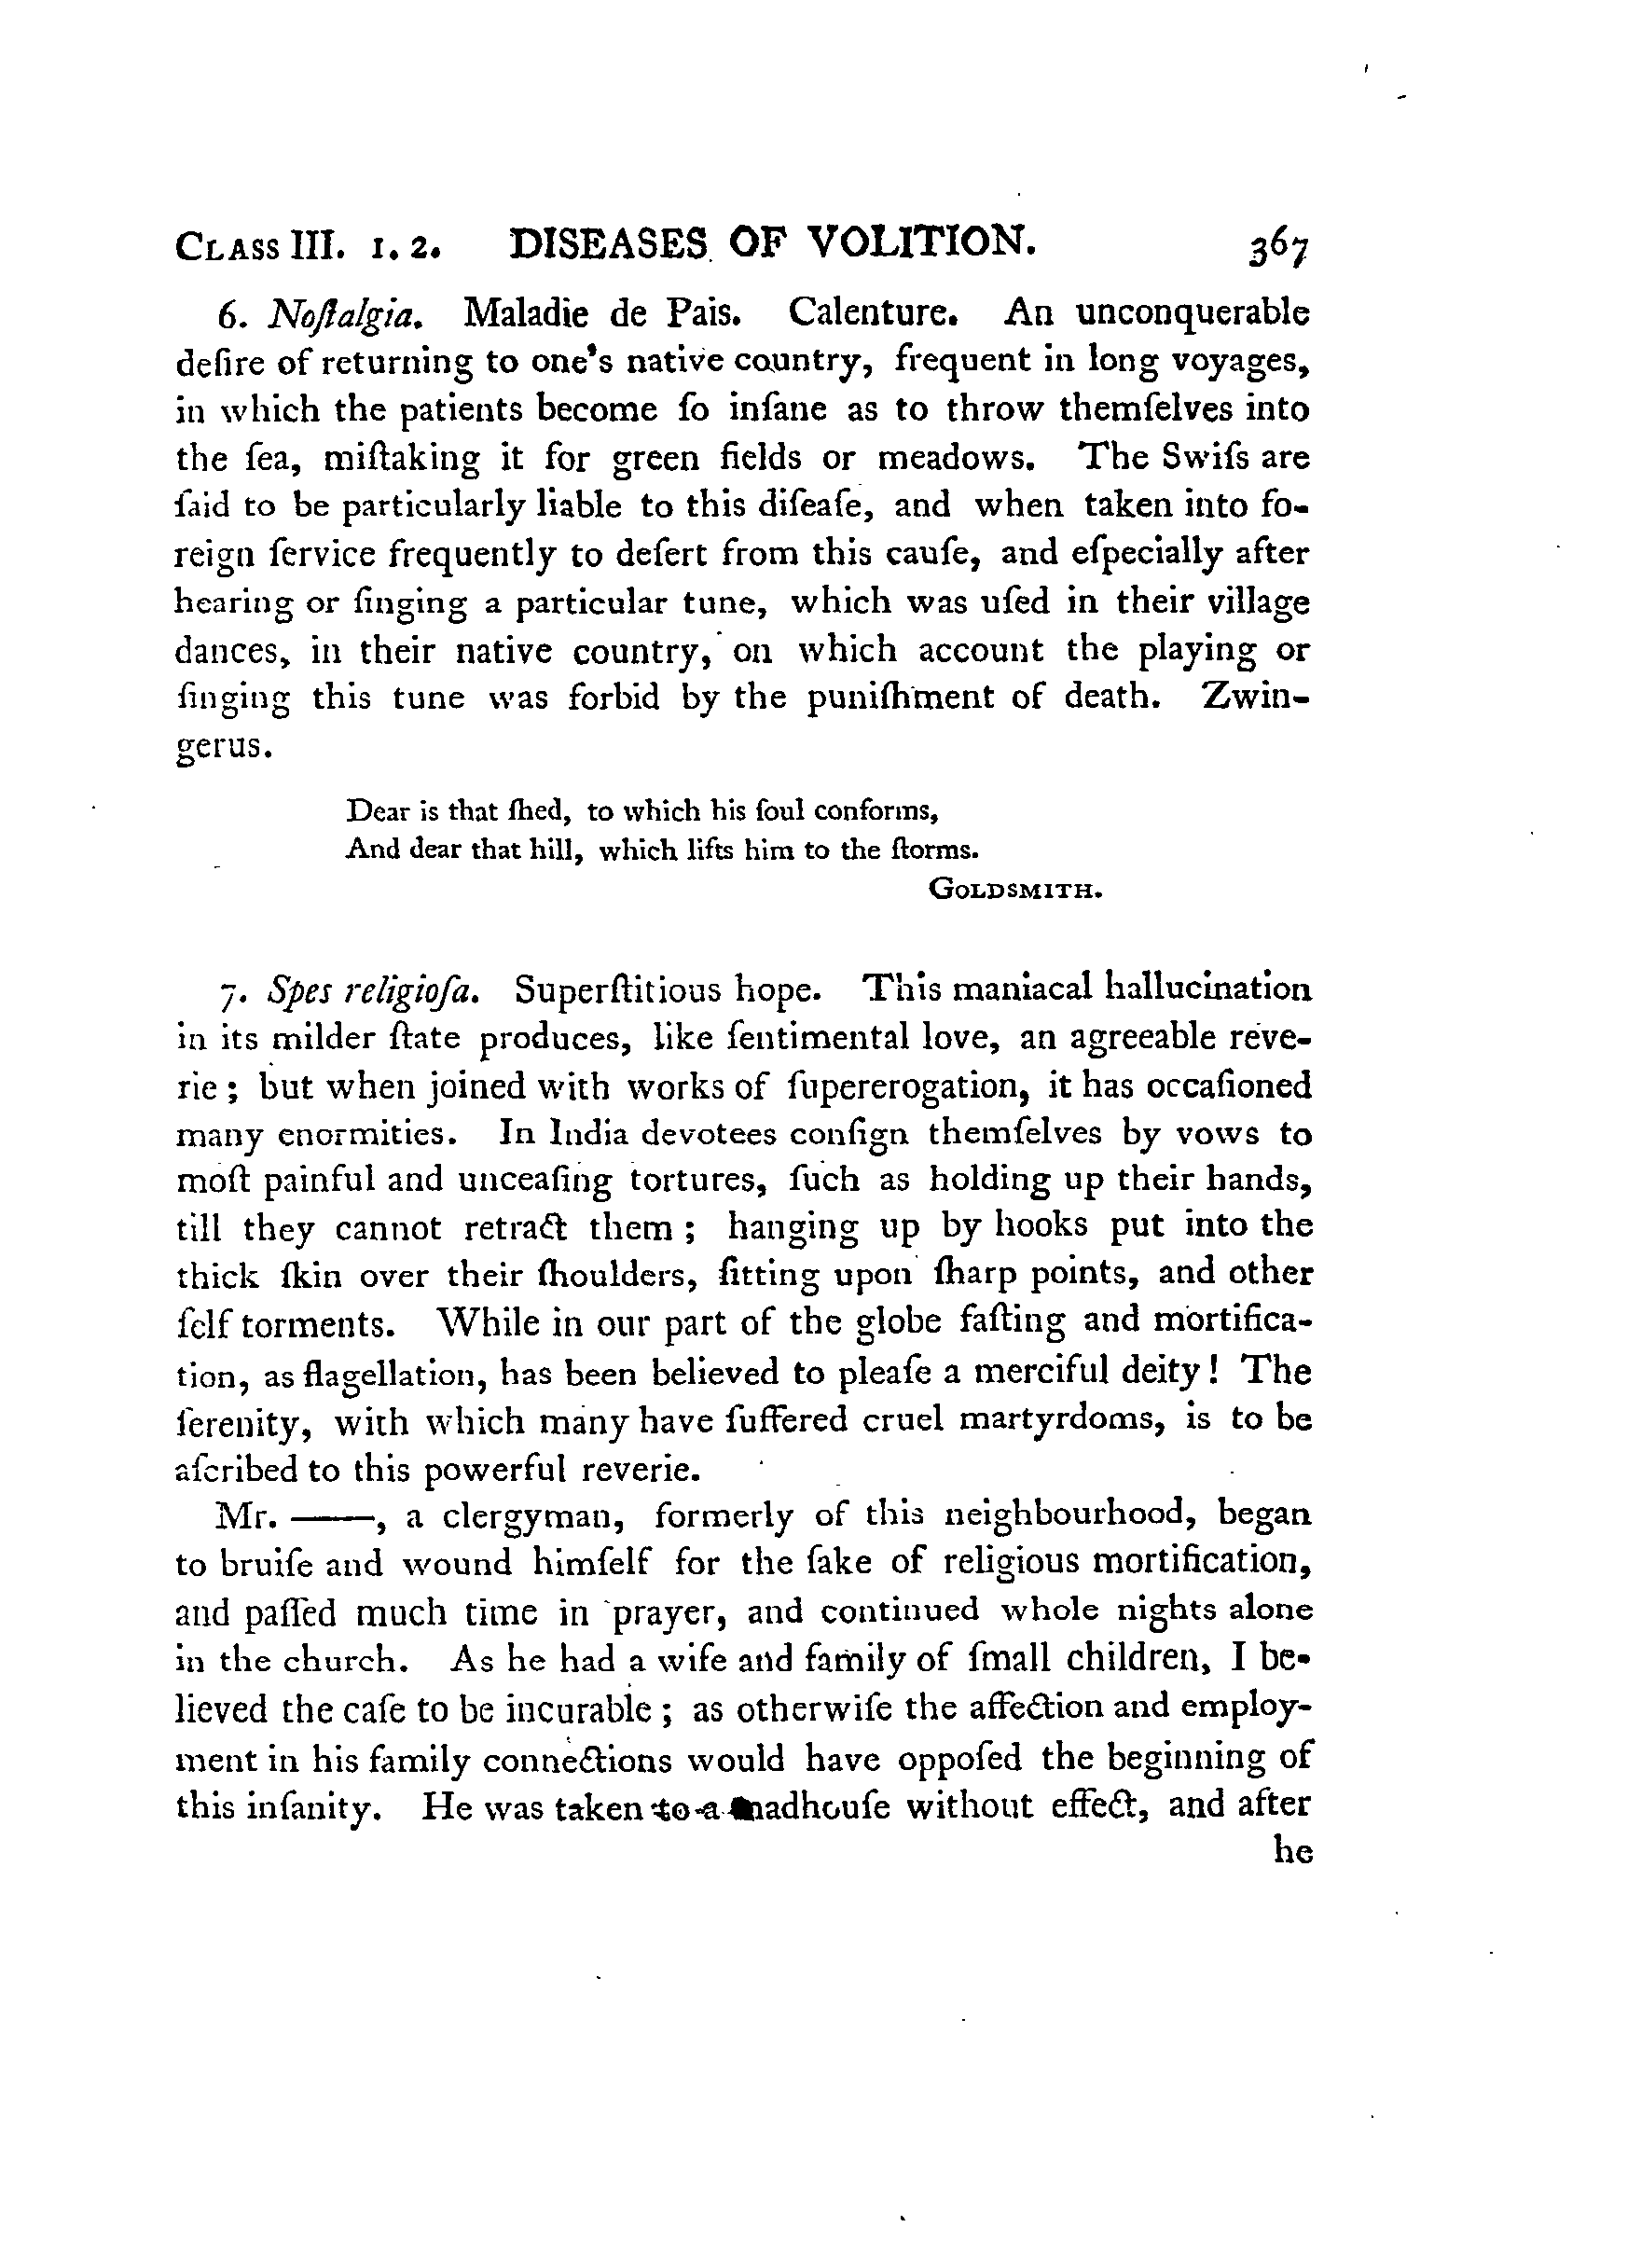 CLASS III. 1. 2. DISEASES OF VOLITION. 367
6. Noſtalgia. Maladie de Pais. Calenture. An unconquerable
deſire of returning to one's native country, frequent in long voyages,
in which the patients become ſo inſane as to throw themſelves into
the ſea, miſtaking it for green fields or meadows. The Swiſs are
ſaid to be particularly liable to this diſeaſe, and when taken into fo-
reign ſervice frequently to deſert from this cauſe, and eſpecially after
hearing or ſinging a particular tune, which was uſed in their village
dances, in their native country, on which account the playing or
ſinging this tune was forbid by the puniſhment of death. Zwin-
gerus.
Dear is that ſhed, to which his ſoul conforms,
And dear that hill, which lifts him to the ſtorms.
GOLDSMITH.
7. Spes religioſa. Superſtitious hope. This maniacal hallucination
in its milder ſtate produces, like ſentimental love, an agreeable reve-
rie; but when joined with works of ſupererogation, it has occaſioned
many enormities. In India devotees conſign themſelves by vows to
moſt painful and unceaſing tortures, ſuch as holding up their hands,
till they cannot retract them; hanging up by hooks put into the
thick ſkin over their ſhoulders, ſitting upon ſharp points, and other
ſelf torments. While in our part of the globe faſting and mortifica-
tion, as flagellation, has been believed to pleaſe a merciful deity! The
ſerenity, with which many have ſuffered cruel martyrdoms, is to be
aſcribed to this powerful reverie.
Mr. ——, a clergyman, formerly of this neighbourhood, began
to bruiſe and wound himſelf for the ſake of religious mortification,
and paſſed much time in prayer, and continued whole nights alone
in the church. As he had a wife and family of ſmall children, I be-
lieved the caſe to be incurable; as otherwiſe the affection and employ-
ment in his family connections would have oppoſed the beginning of
this inſanity. He was taken to a madhouſe without effect, and after
he